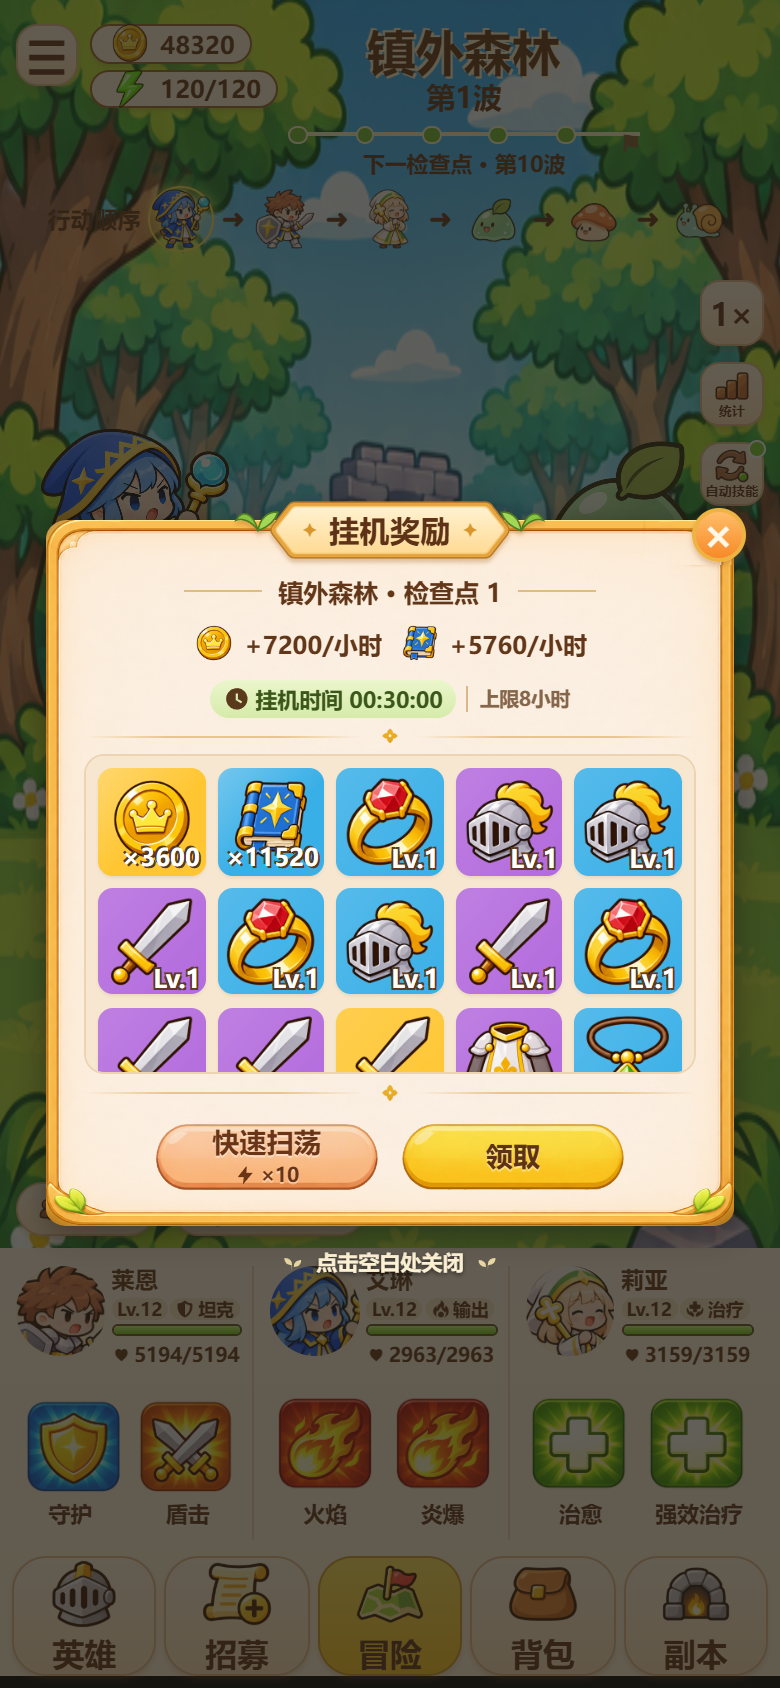 48320
120/120
镇外森林
第1波
下一检查点·第10波
行动顺序
1×
统计
自动技能
挂机奖励
镇外森林·检查点 1
+7200/小时 +5760/小时
挂机时间 00:30:00 上限8小时
×3600 ×11520 Lv.1 Lv.1 Lv.1
Lv.1 Lv.1 Lv.1 Lv.1 Lv.1
快速扫荡
×10
领取
点击空白处关闭
莱恩 艾琳 莉亚
Lv.12 坦克 Lv.12 输出 Lv.12 治疗
5194/5194 2963/2963 3159/3159
守护 盾击 火焰 炎爆 治愈 强效治疗
英雄 招募 冒险 背包 副本